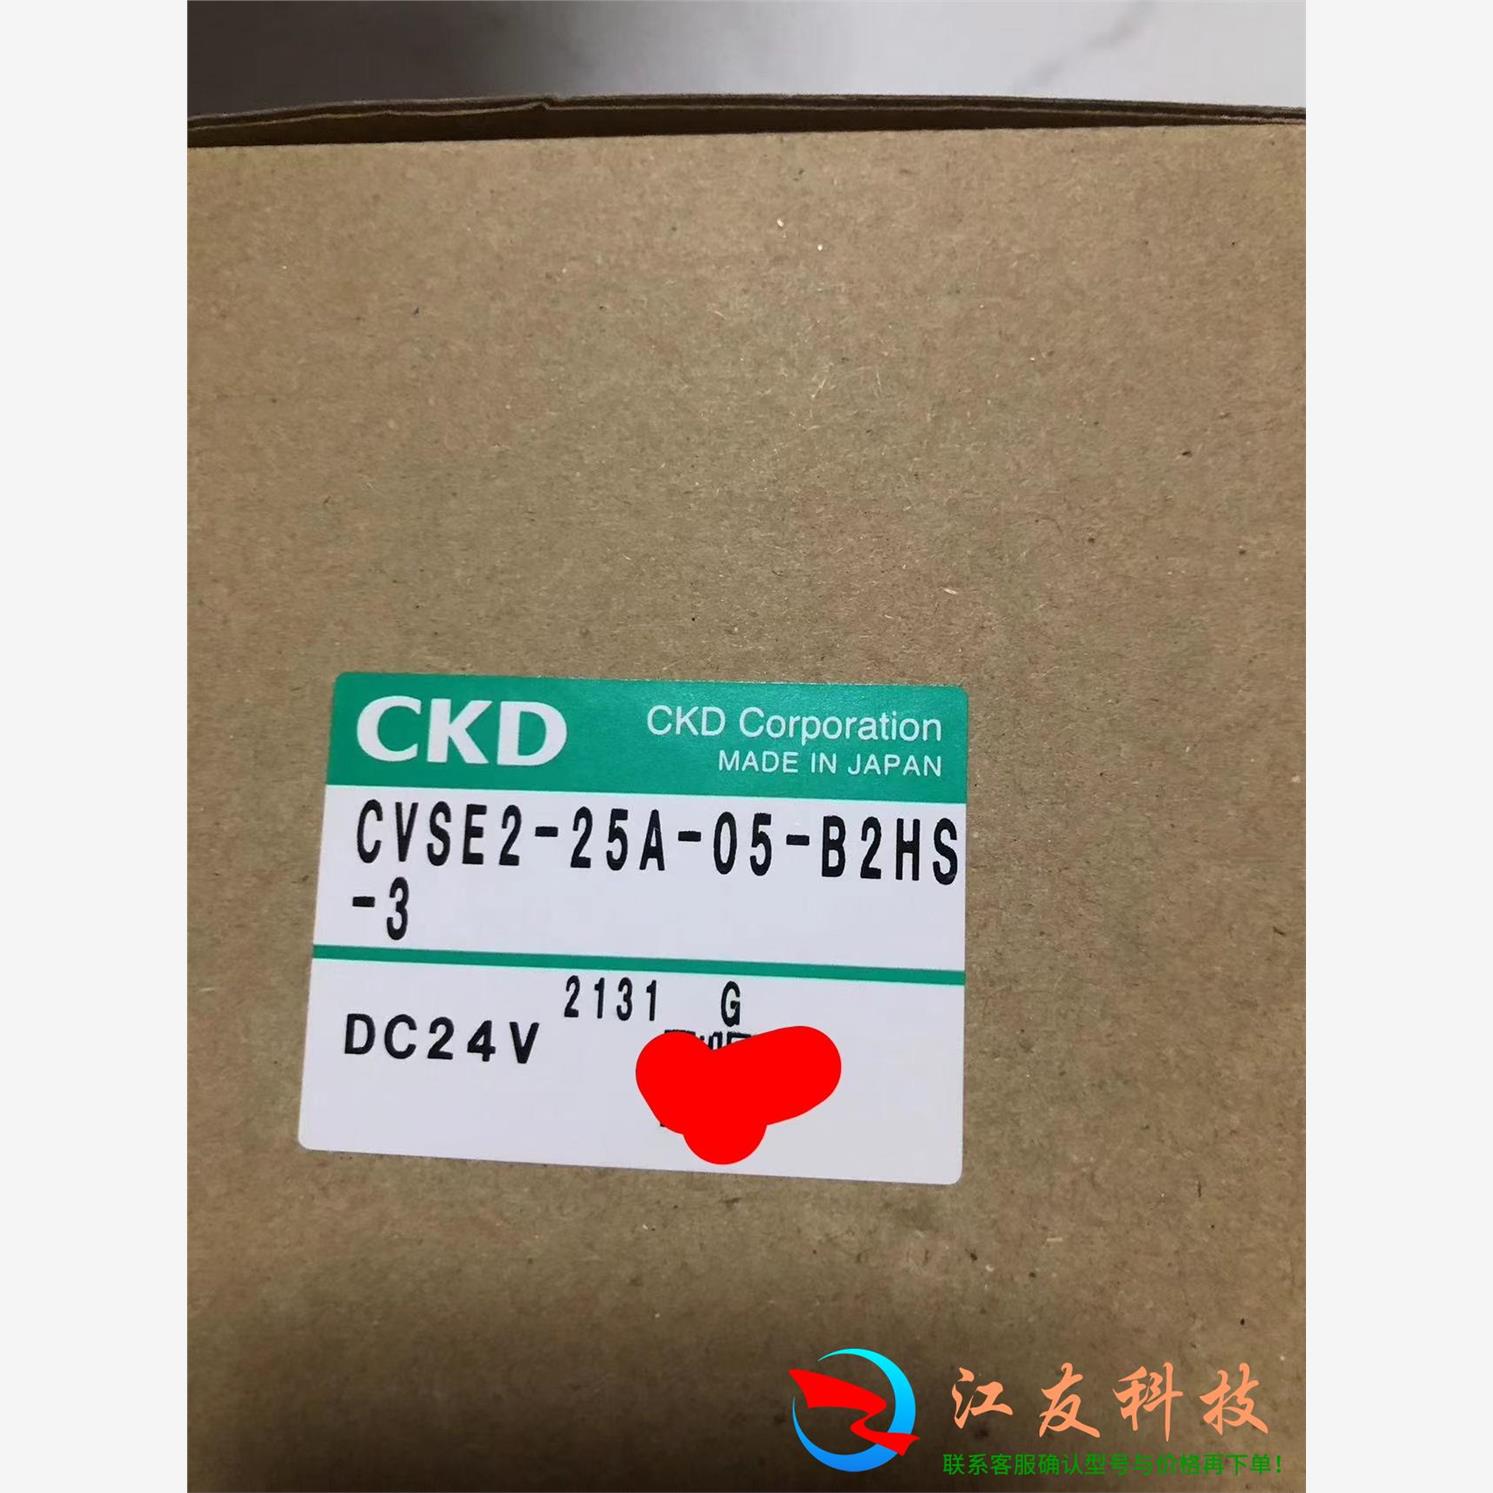 CKD
CKD Corporation
MADE IN JAPAN
CVSE2-25A-05-B2HS
-3
2131 G
DC24V
江友科技
联系客服确认型号与价格再下单！